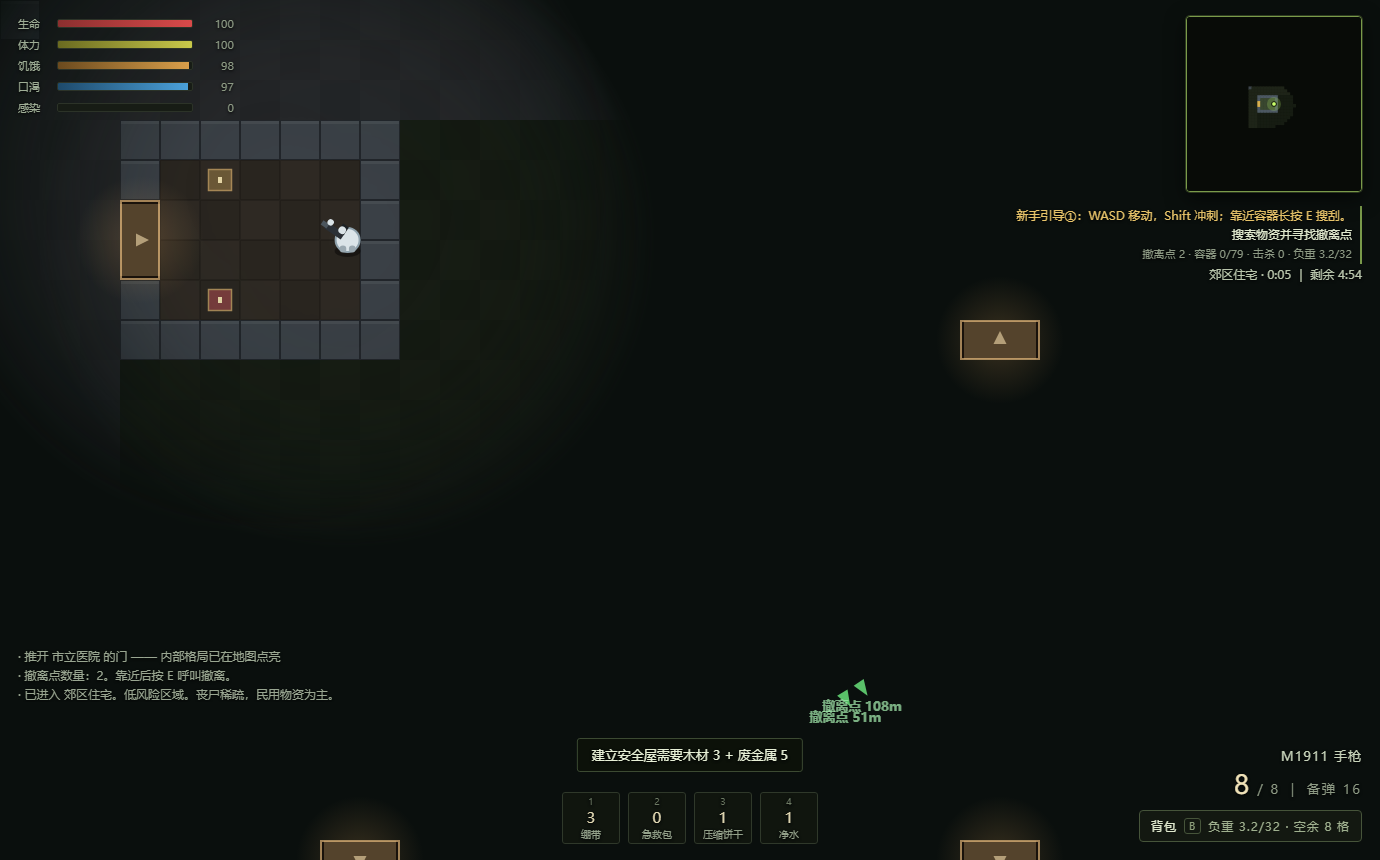 生命 100
体力 100
饥饿 98
口渴 97
感染 0
新手引导①：WASD 移动，Shift 冲刺；靠近容器长按 E 搜刮。
搜索物资并寻找撤离点
撤离点 2 · 容器 0/79 · 击杀 0 · 负重 3.2/32
郊区住宅 · 0:05 ｜ 剩余 4:54
· 推开 市立医院 的门 —— 内部格局已在地图点亮
· 撤离点数量：2。靠近后按 E 呼叫撤离。
· 已进入 郊区住宅。低风险区域。丧尸稀疏，民用物资为主。
撤离点 108m
撤离点 51m
建立安全屋需要木材 3 + 废金属 5
1 2 3 4
3 0 1 1
绷带 急救包 压缩饼干 净水
M1911 手枪
8 / 8 ｜ 备弹 16
背包 B 负重 3.2/32 · 空余 8 格